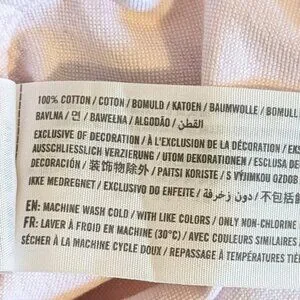 100% COTTON / COTON / BOMULD / KATOEN / BAUMWOLLE / BOMULL
BAVLNA / 면 / BAWEŁNA / ALGODÃO / القطن /
EXCLUSIVE OF DECORATION / À L'EXCLUSION DE LA DÉCORATION / EKS
AUSSCHLIESSLICH VERZIERUNG / UTOM DEKORATIONEN / ESCLUSA DE
DECORACIÓN / 装饰物除外 / PAITSI KORISTE / S VÝJIMKOU OZDOB
IKKE MEDREGNET / EXCLUSIVO DO ENFEITE / دون زخرفة / 不包括
EN: MACHINE WASH COLD / WITH LIKE COLORS / ONLY NON-CHLORINE
FR: LAVER À FROID EN MACHINE (30°C) / AVEC COULEURS SIMILAIRES
SÉCHER À LA MACHINE CYCLE DOUX / REPASSAGE À TEMPÉRATURES TIÈ